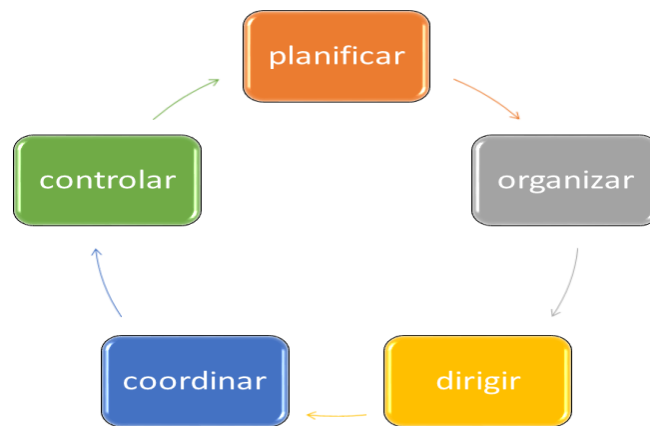 planificar
organizar
dirigir
coordinar
controlar